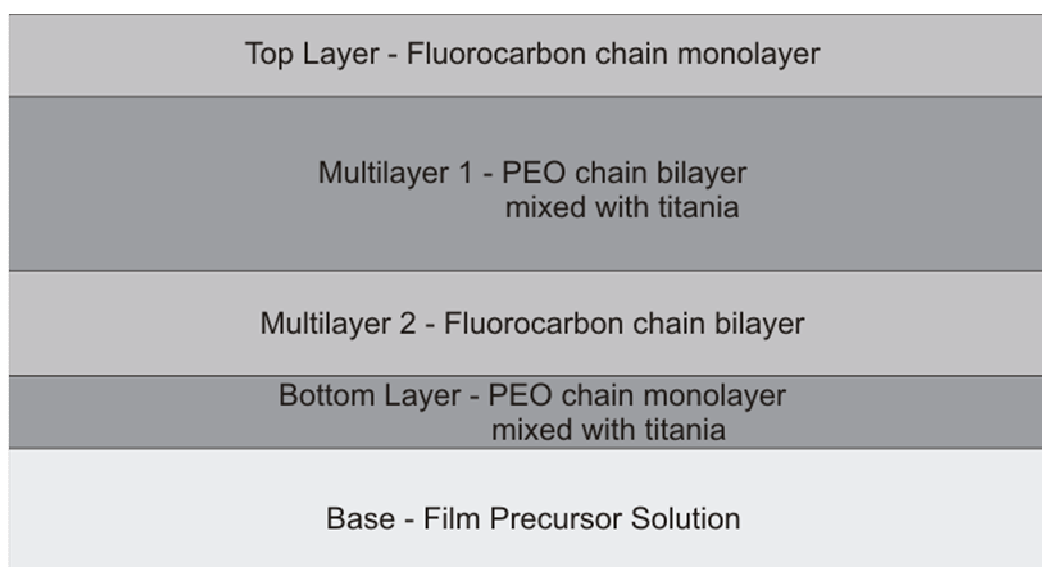 Top Layer - Fluorocarbon chain monolayer
Multilayer 1 - PEO chain bilayer
mixed with titania
Multilayer 2 - Fluorocarbon chain bilayer
Bottom Layer - PEO chain monolayer
mixed with titania
Base - Film Precursor Solution